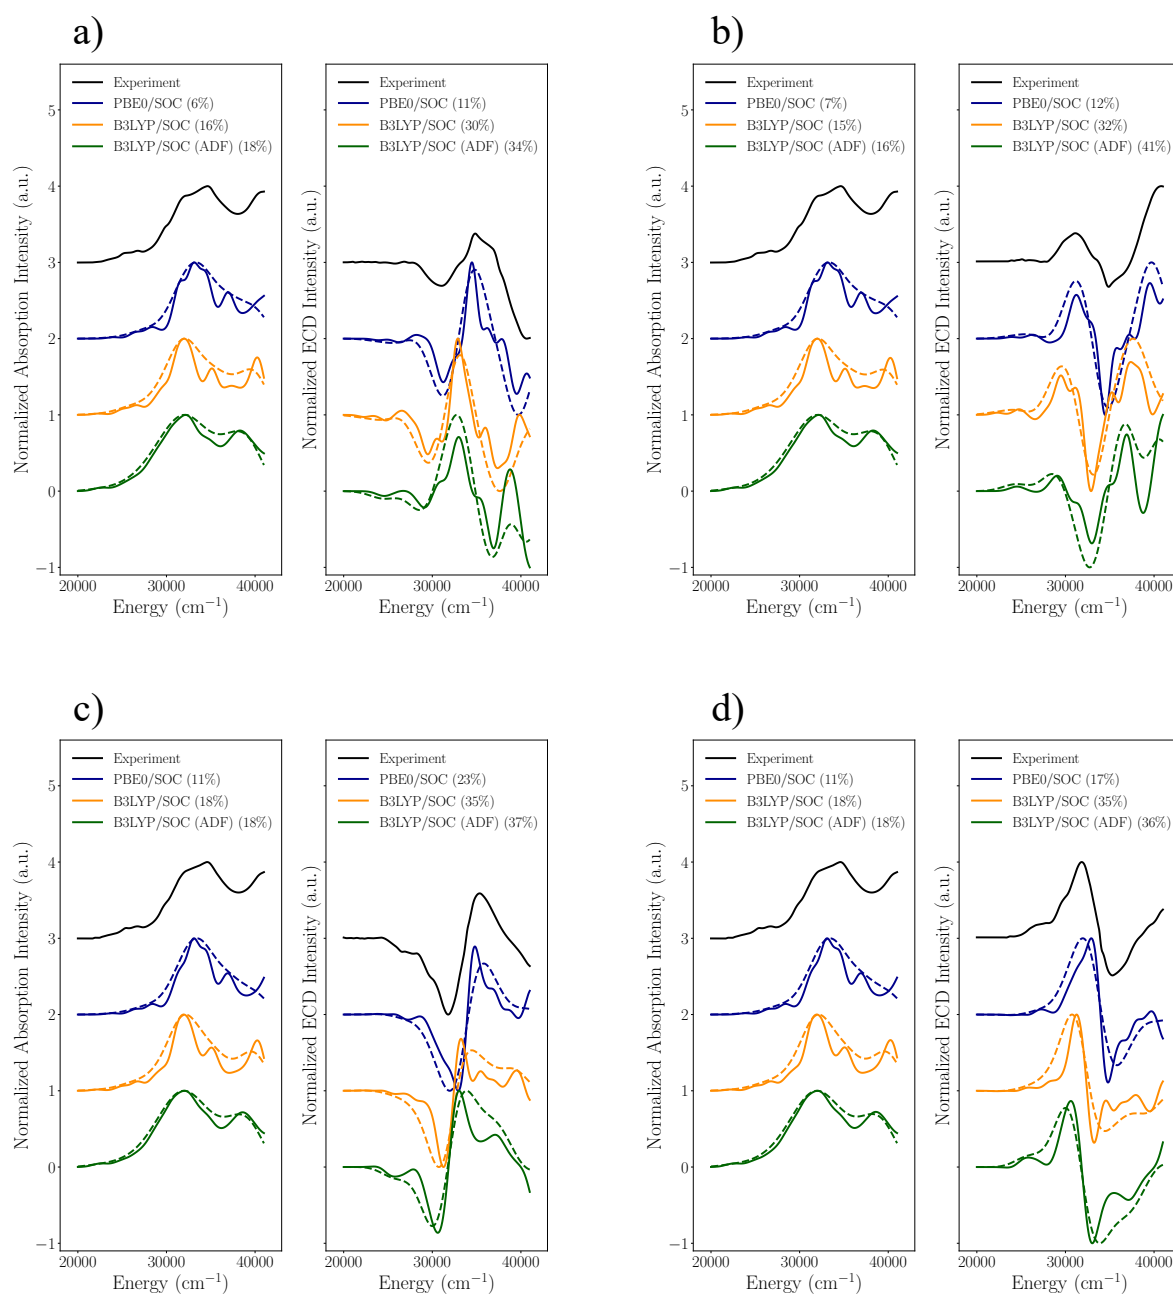 a)
Experiment
PBE0/SOC (6%)
B3LYP/SOC (16%)
B3LYP/SOC (ADF) (18%)
Normalized Absorption Intensity (a.u.)
5
4
3
2
1
0
−1
20000 30000 40000
Energy (cm⁻¹)
Experiment
PBE0/SOC (11%)
B3LYP/SOC (30%)
B3LYP/SOC (ADF) (34%)
Normalized ECD Intensity (a.u.)
20000 30000 40000
Energy (cm⁻¹)
b)
Experiment
PBE0/SOC (7%)
B3LYP/SOC (15%)
B3LYP/SOC (ADF) (16%)
Normalized Absorption Intensity (a.u.)
5
4
3
2
1
0
−1
20000 30000 40000
Energy (cm⁻¹)
Experiment
PBE0/SOC (12%)
B3LYP/SOC (32%)
B3LYP/SOC (ADF) (41%)
Normalized ECD Intensity (a.u.)
20000 30000 40000
Energy (cm⁻¹)
c)
Experiment
PBE0/SOC (11%)
B3LYP/SOC (18%)
B3LYP/SOC (ADF) (18%)
Normalized Absorption Intensity (a.u.)
5
4
3
2
1
0
−1
20000 30000 40000
Energy (cm⁻¹)
Experiment
PBE0/SOC (23%)
B3LYP/SOC (35%)
B3LYP/SOC (ADF) (37%)
Normalized ECD Intensity (a.u.)
20000 30000 40000
Energy (cm⁻¹)
d)
Experiment
PBE0/SOC (11%)
B3LYP/SOC (18%)
B3LYP/SOC (ADF) (18%)
Normalized Absorption Intensity (a.u.)
5
4
3
2
1
0
−1
20000 30000 40000
Energy (cm⁻¹)
Experiment
PBE0/SOC (17%)
B3LYP/SOC (35%)
B3LYP/SOC (ADF) (36%)
Normalized ECD Intensity (a.u.)
20000 30000 40000
Energy (cm⁻¹)